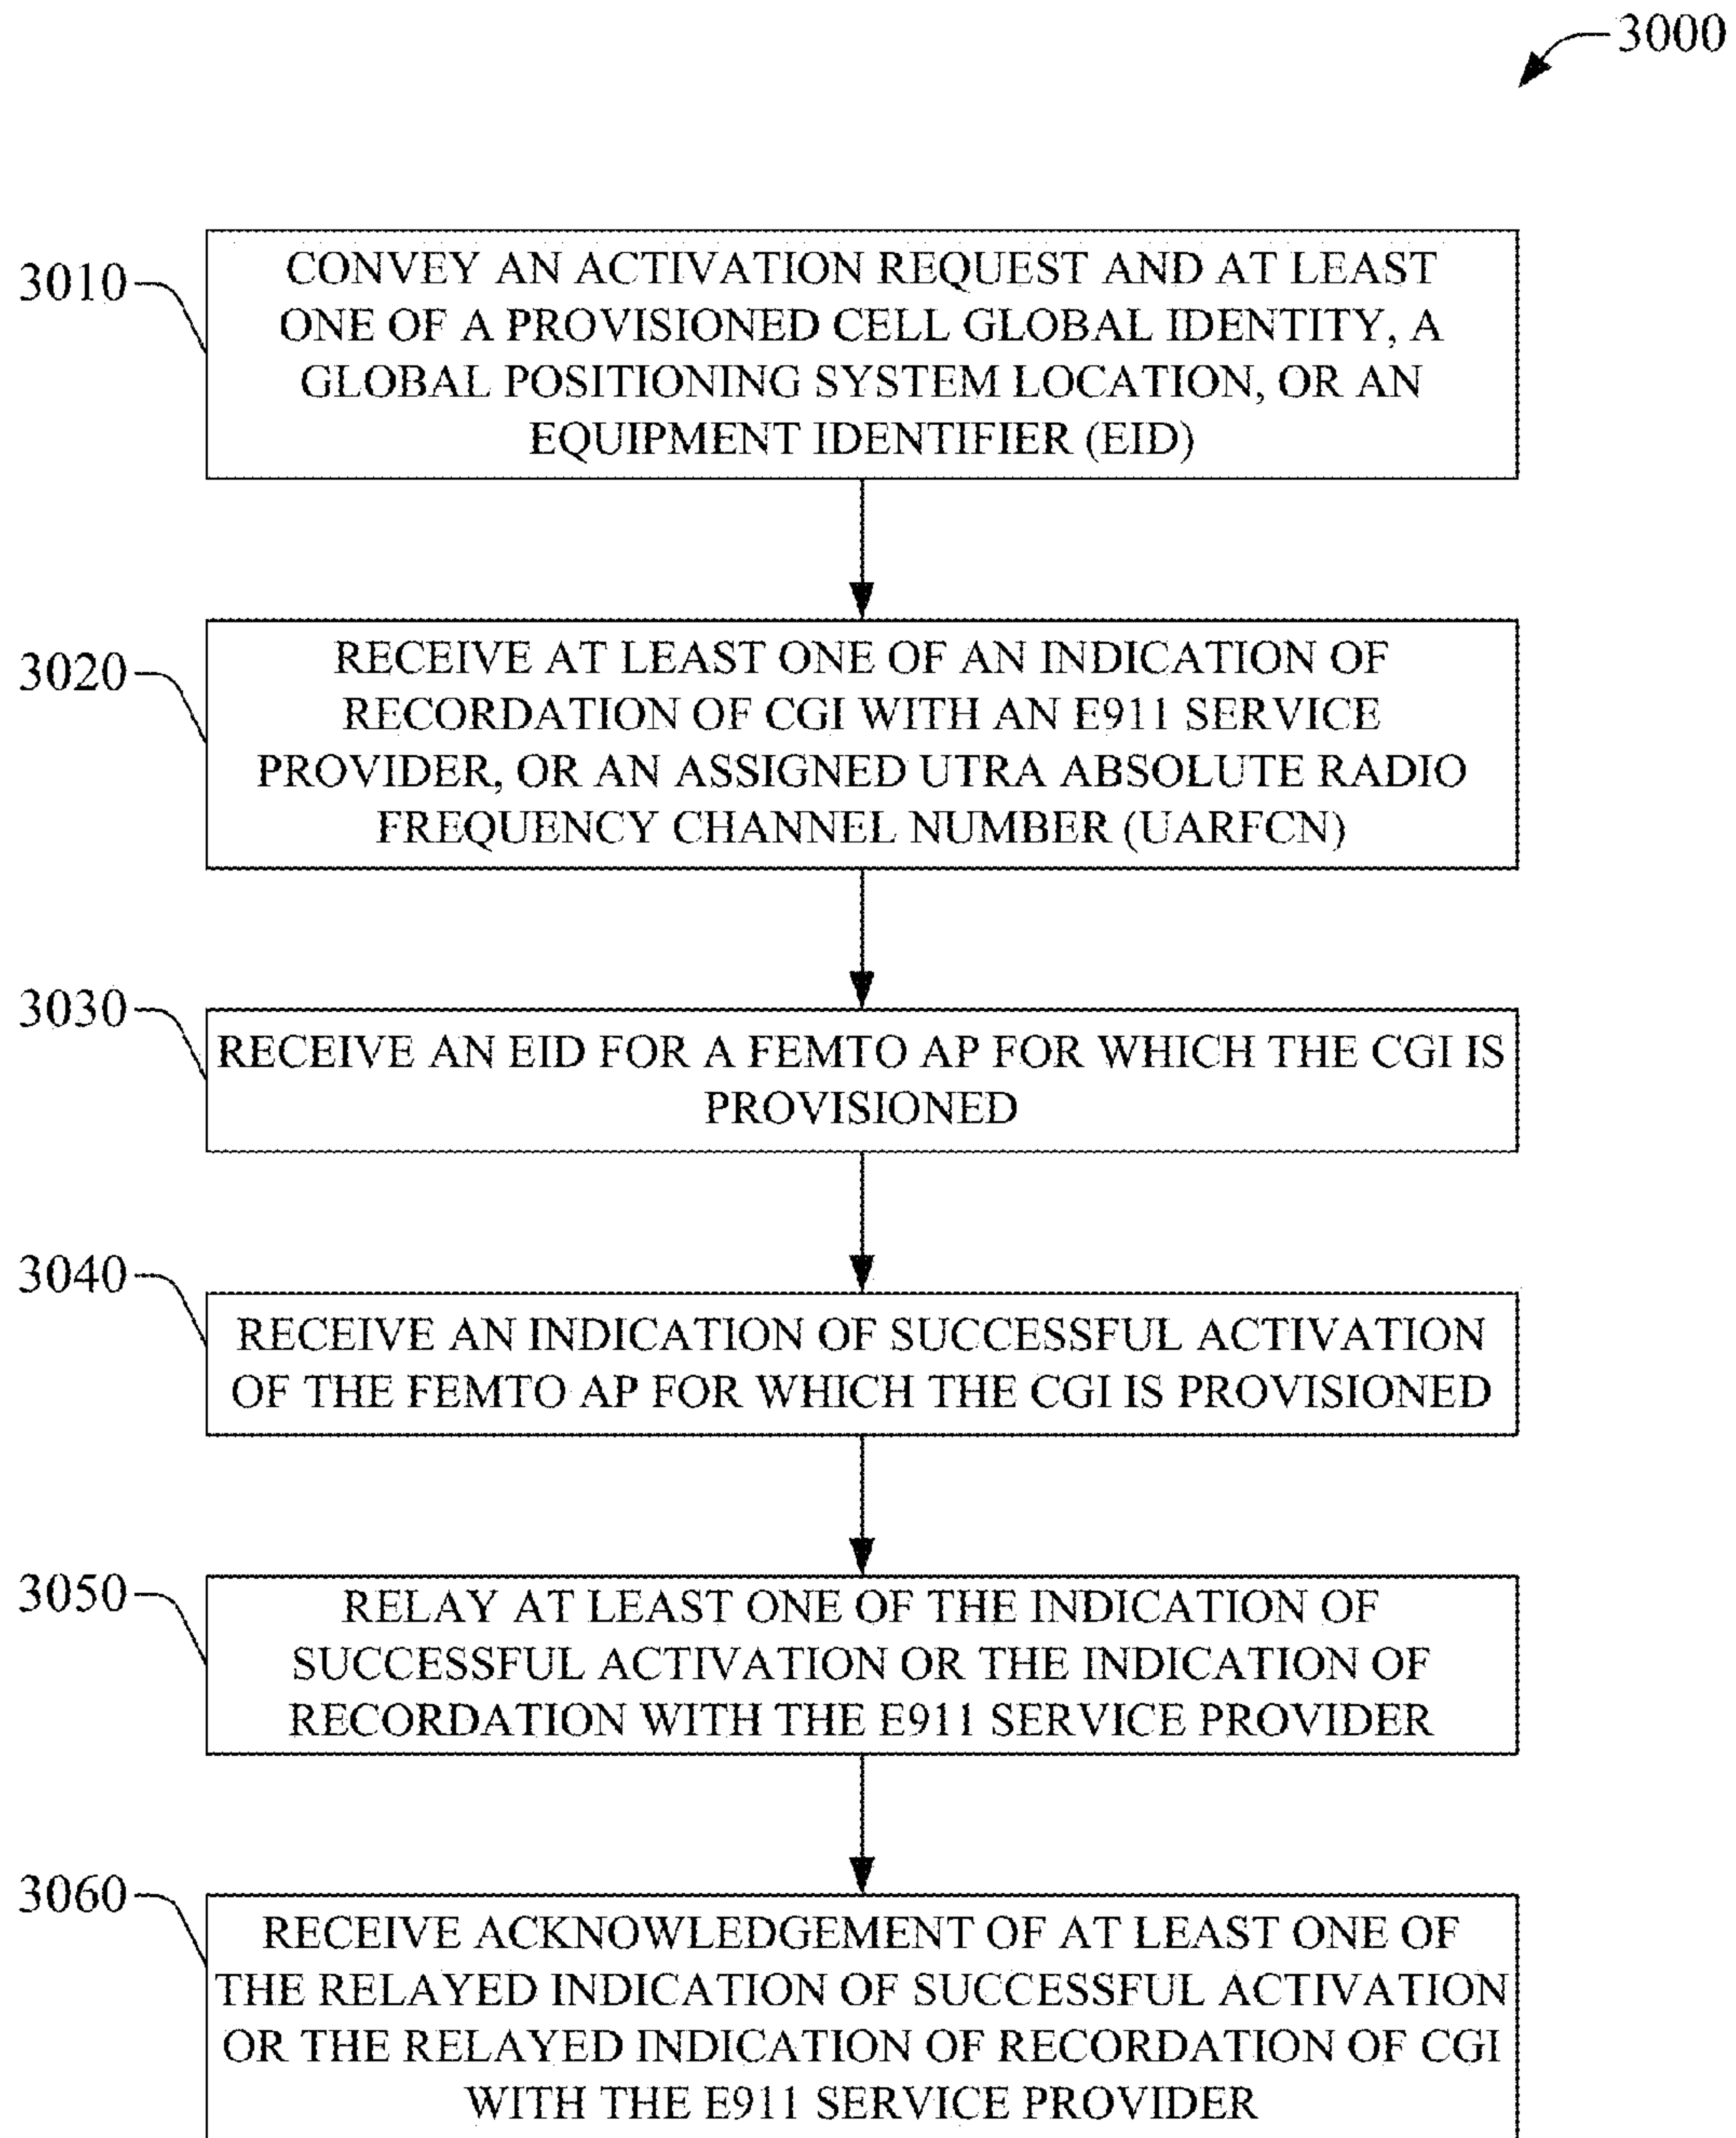 3000
3010
CONVEY AN ACTIVATION REQUEST AND AT LEAST
ONE OF A PROVISIONED CELL GLOBAL IDENTITY, A
GLOBAL POSITIONING SYSTEM LOCATION, OR AN
EQUIPMENT IDENTIFIER (EID)
3020
RECEIVE AT LEAST ONE OF AN INDICATION OF
RECORDATION OF CGI WITH AN E911 SERVICE
PROVIDER, OR AN ASSIGNED UTRA ABSOLUTE RADIO
FREQUENCY CHANNEL NUMBER (UARFCN)
3030
RECEIVE AN EID FOR A FEMTO AP FOR WHICH THE CGI IS
PROVISIONED
3040
RECEIVE AN INDICATION OF SUCCESSFUL ACTIVATION
OF THE FEMTO AP FOR WHICH THE CGI IS PROVISIONED
3050
RELAY AT LEAST ONE OF THE INDICATION OF
SUCCESSFUL ACTIVATION OR THE INDICATION OF
RECORDATION WITH THE E911 SERVICE PROVIDER
3060
RECEIVE ACKNOWLEDGEMENT OF AT LEAST ONE OF
THE RELAYED INDICATION OF SUCCESSFUL ACTIVATION
OR THE RELAYED INDICATION OF RECORDATION OF CGI
WITH THE E911 SERVICE PROVIDER